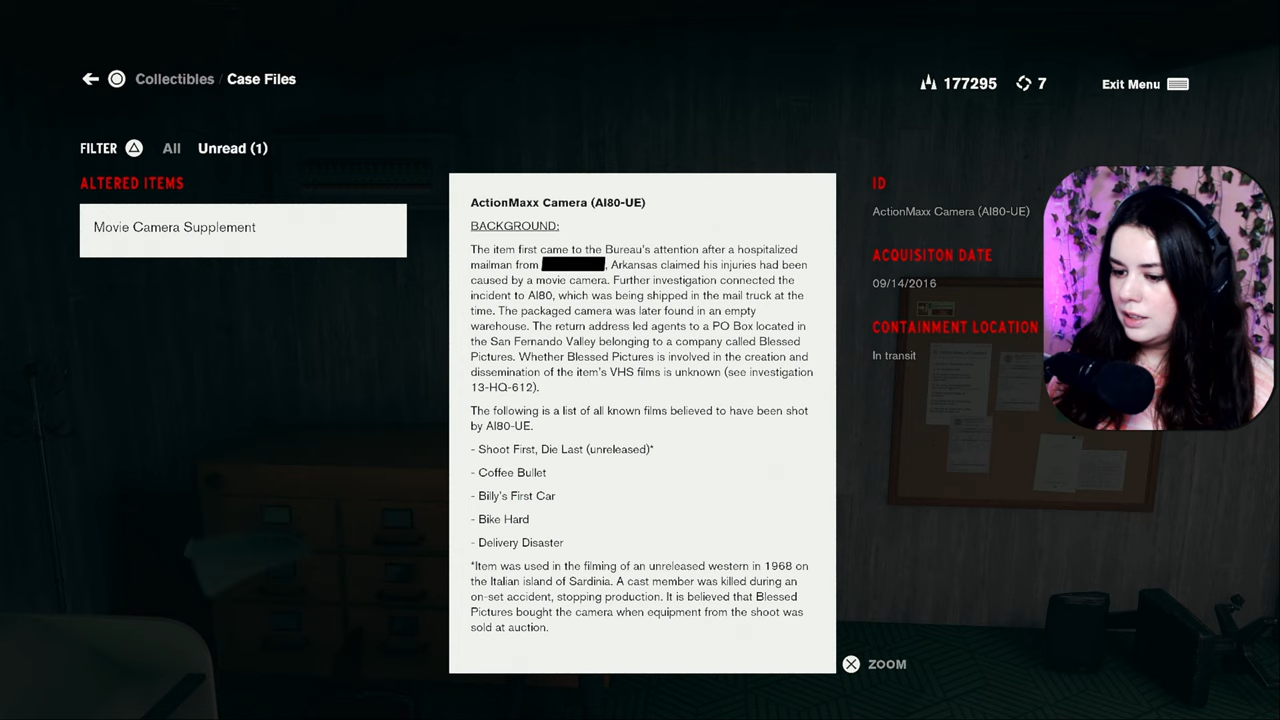 Collectibles / Case Files
177295
7
Exit Menu
FILTER
All
Unread (1)
ALTERED ITEMS
Movie Camera Supplement
ActionMaxx Camera (AI80-UE)
BACKGROUND:
The item first came to the Bureau's attention after a hospitalized
mailman from , Arkansas claimed his injuries had been
caused by a movie camera. Further investigation connected the
incident to AI80, which was being shipped in the mail truck at the
time. The packaged camera was later found in an empty
warehouse. The return address led agents to a PO Box located in
the San Fernando Valley belonging to a company called Blessed
Pictures. Whether Blessed Pictures is involved in the creation and
dissemination of the item's VHS films is unknown (see investigation
13-HQ-612).
The following is a list of all known films believed to have been shot
by AI80-UE.
- Shoot First, Die Last (unreleased)*
- Coffee Bullet
- Billy's First Car
- Bike Hard
- Delivery Disaster
*Item was used in the filming of an unreleased western in 1968 on
the Italian island of Sardinia. A cast member was killed during an
on-set accident, stopping production. It is believed that Blessed
Pictures bought the camera when equipment from the shoot was
sold at auction.
ID
ActionMaxx Camera (AI80-UE)
ACQUISITON DATE
09/14/2016
CONTAINMENT LOCATION
In transit
ZOOM